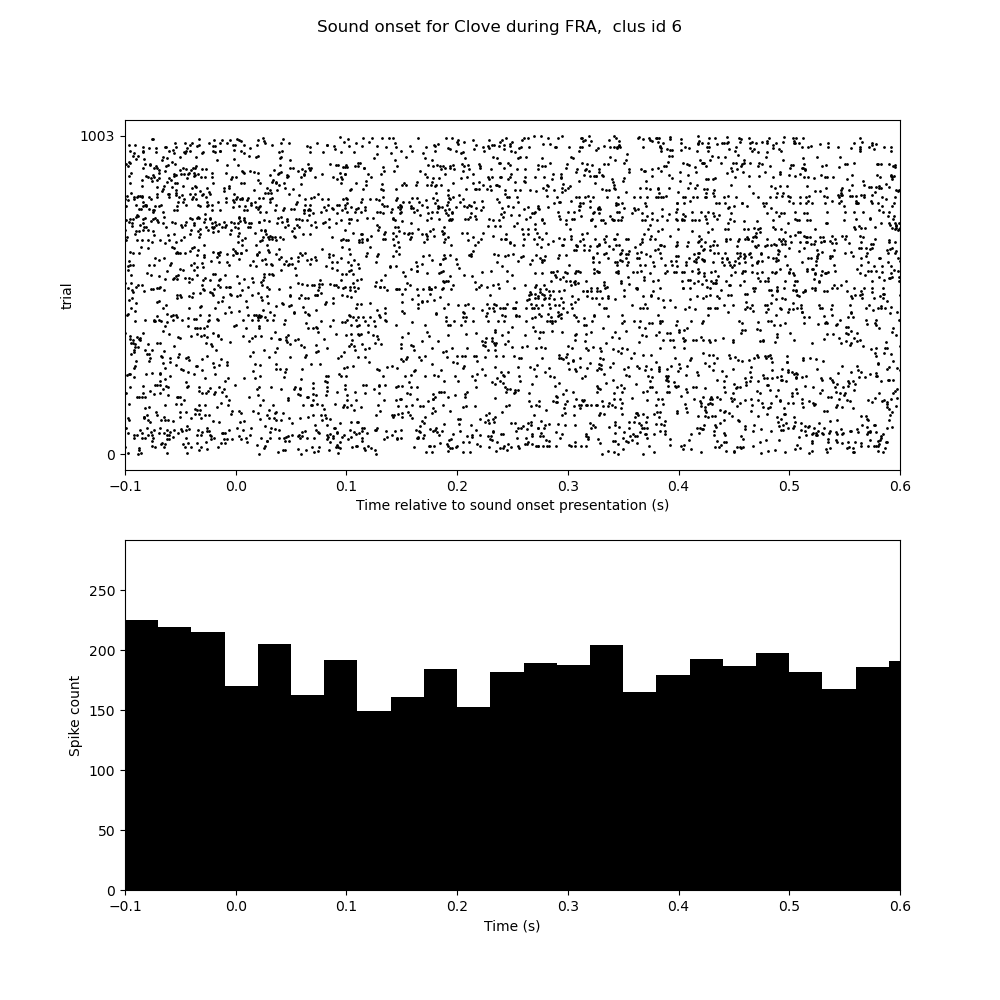 Sound onset for Clove during FRA,  clus id 6
1003
trial
0
−0.1 0.0 0.1 0.2 0.3 0.4 0.5 0.6
Time relative to sound onset presentation (s)
250
200
150
Spike count
100
50
0
−0.1 0.0 0.1 0.2 0.3 0.4 0.5 0.6
Time (s)